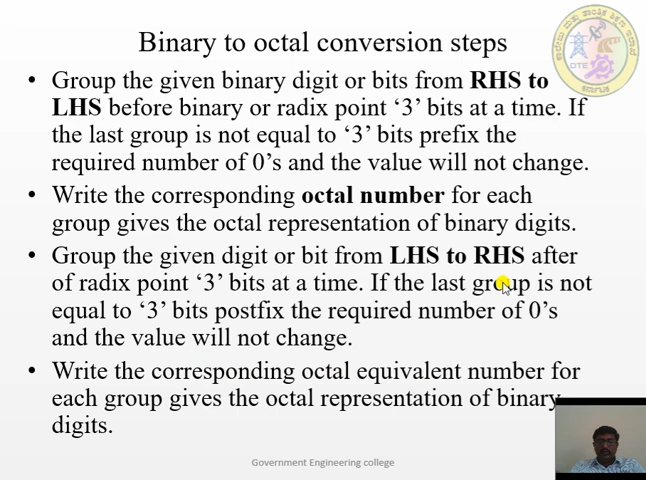 Binary to octal conversion steps
• Group the given binary digit or bits from RHS to
LHS before binary or radix point ‘3’ bits at a time. If
the last group is not equal to ‘3’ bits prefix the
required number of 0’s and the value will not change.
• Write the corresponding octal number for each
group gives the octal representation of binary digits.
• Group the given digit or bit from LHS to RHS after
of radix point ‘3’ bits at a time. If the last group is not
equal to ‘3’ bits postfix the required number of 0’s
and the value will not change.
• Write the corresponding octal equivalent number for
each group gives the octal representation of binary
digits.
Government Engineering college
DTE